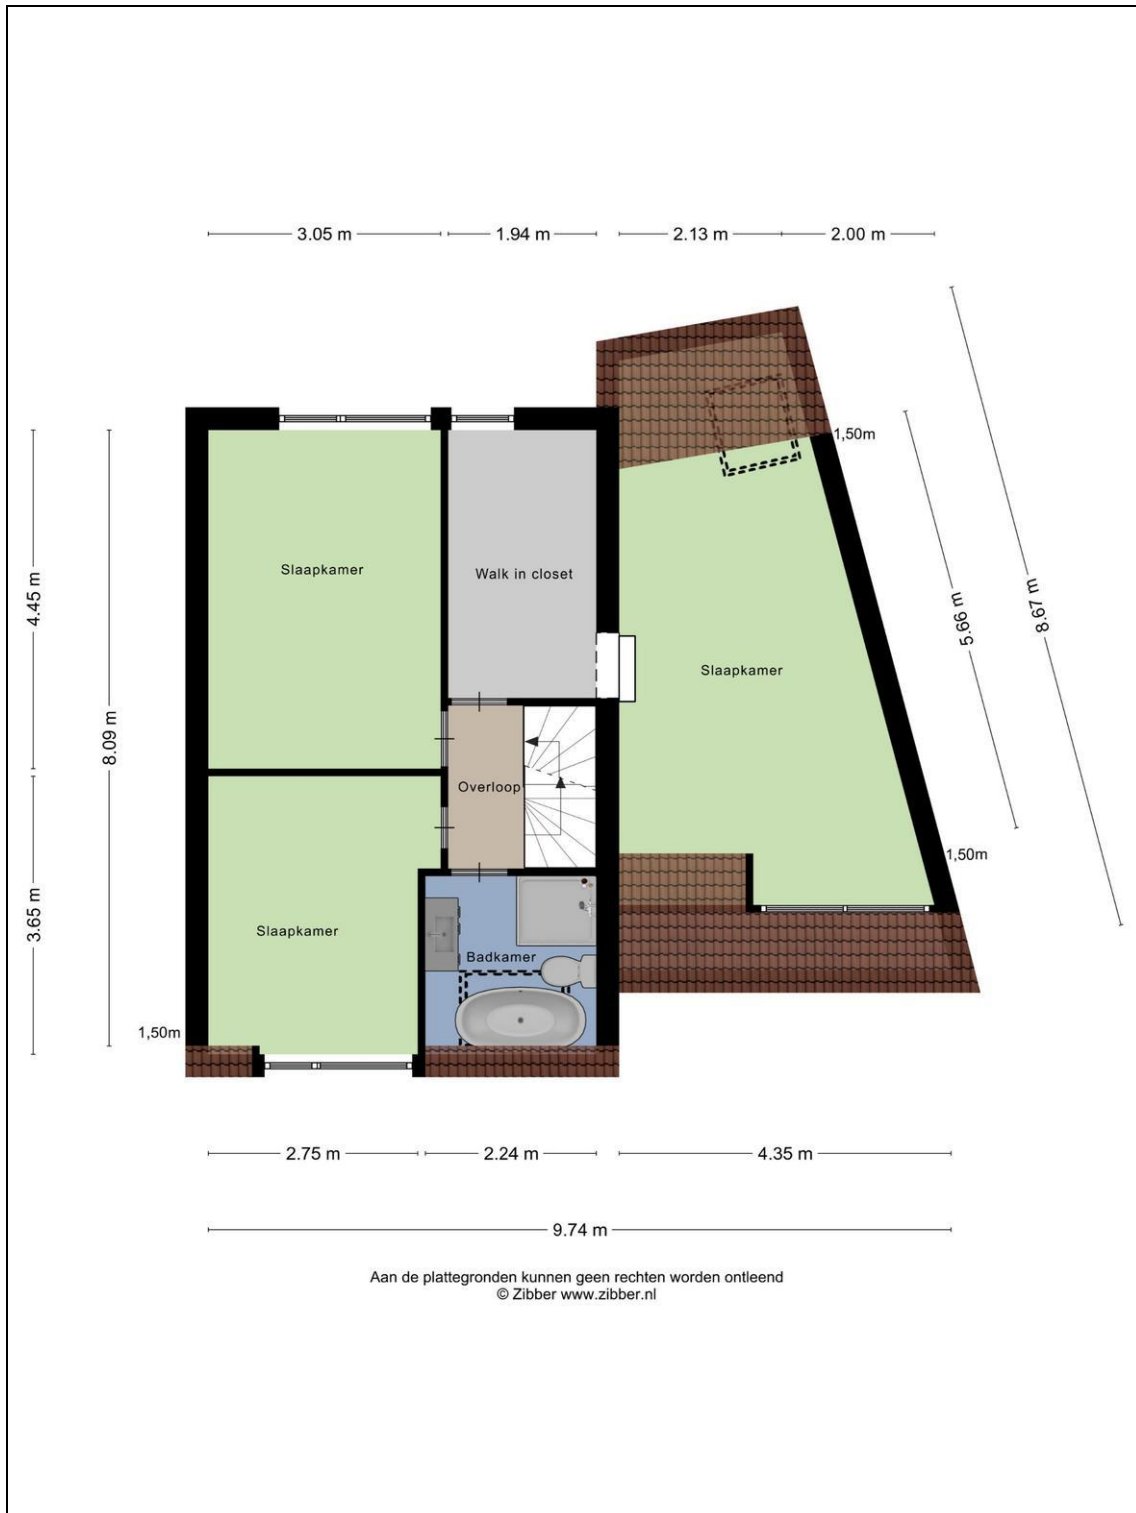 3.05 m
1.94 m
2.13 m
2.00 m
1,50m
4.45 m
8.09 m
5.66 m
8.67 m
Slaapkamer
Walk in closet
Slaapkamer
Overloop
1,50m
3.65 m
Slaapkamer
Badkamer
1,50m
2.75 m
2.24 m
4.35 m
9.74 m
Aan de plattegronden kunnen geen rechten worden ontleend
© Zibber www.zibber.nl